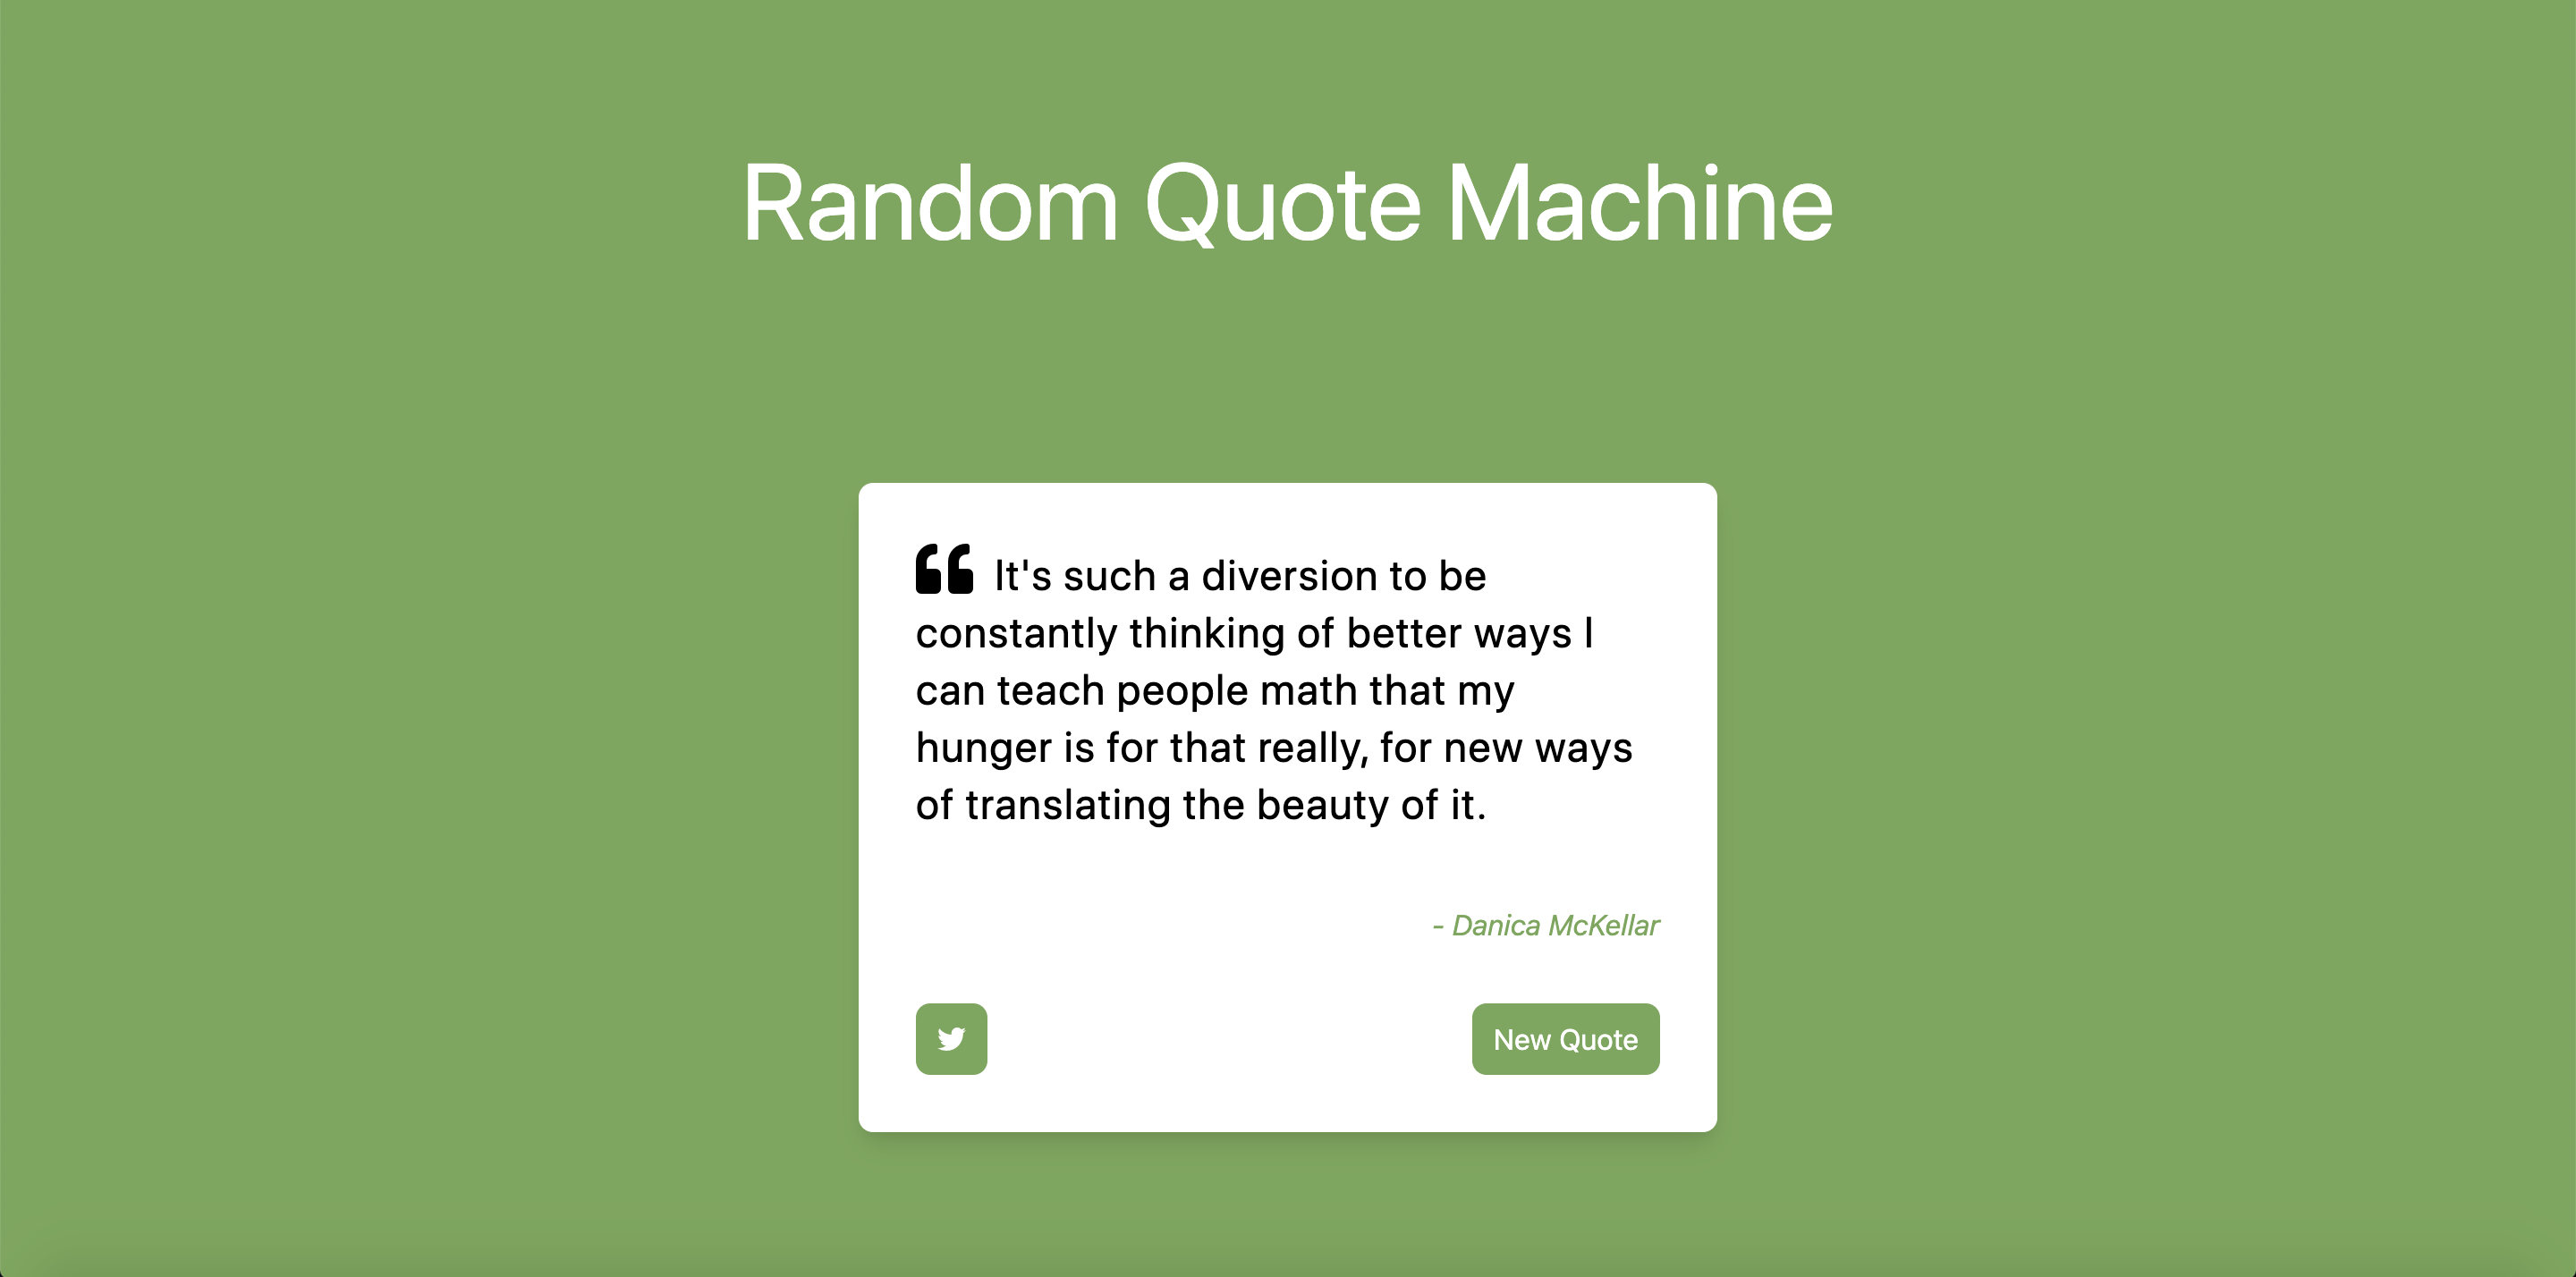 Random Quote Machine
It's such a diversion to be
constantly thinking of better ways I
can teach people math that my
hunger is for that really, for new ways
of translating the beauty of it.
- Danica McKellar
New Quote